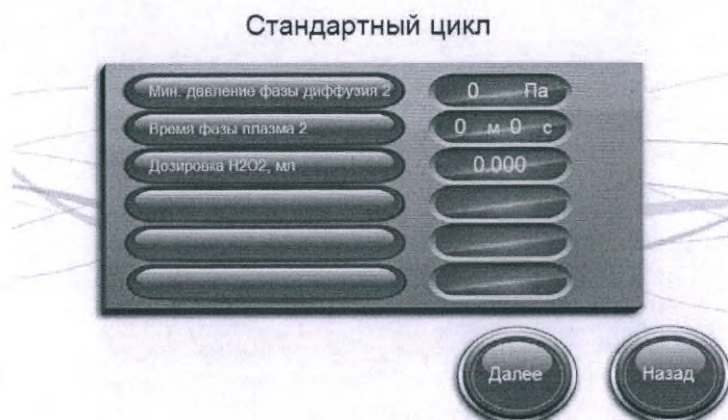 Стандартный цикл
Мин. давление фазы диффузия 2 0 Па
Время фазы плазма 2 0 м 0 с
Дозировка H2O2, мл 0.000
Далее Назад